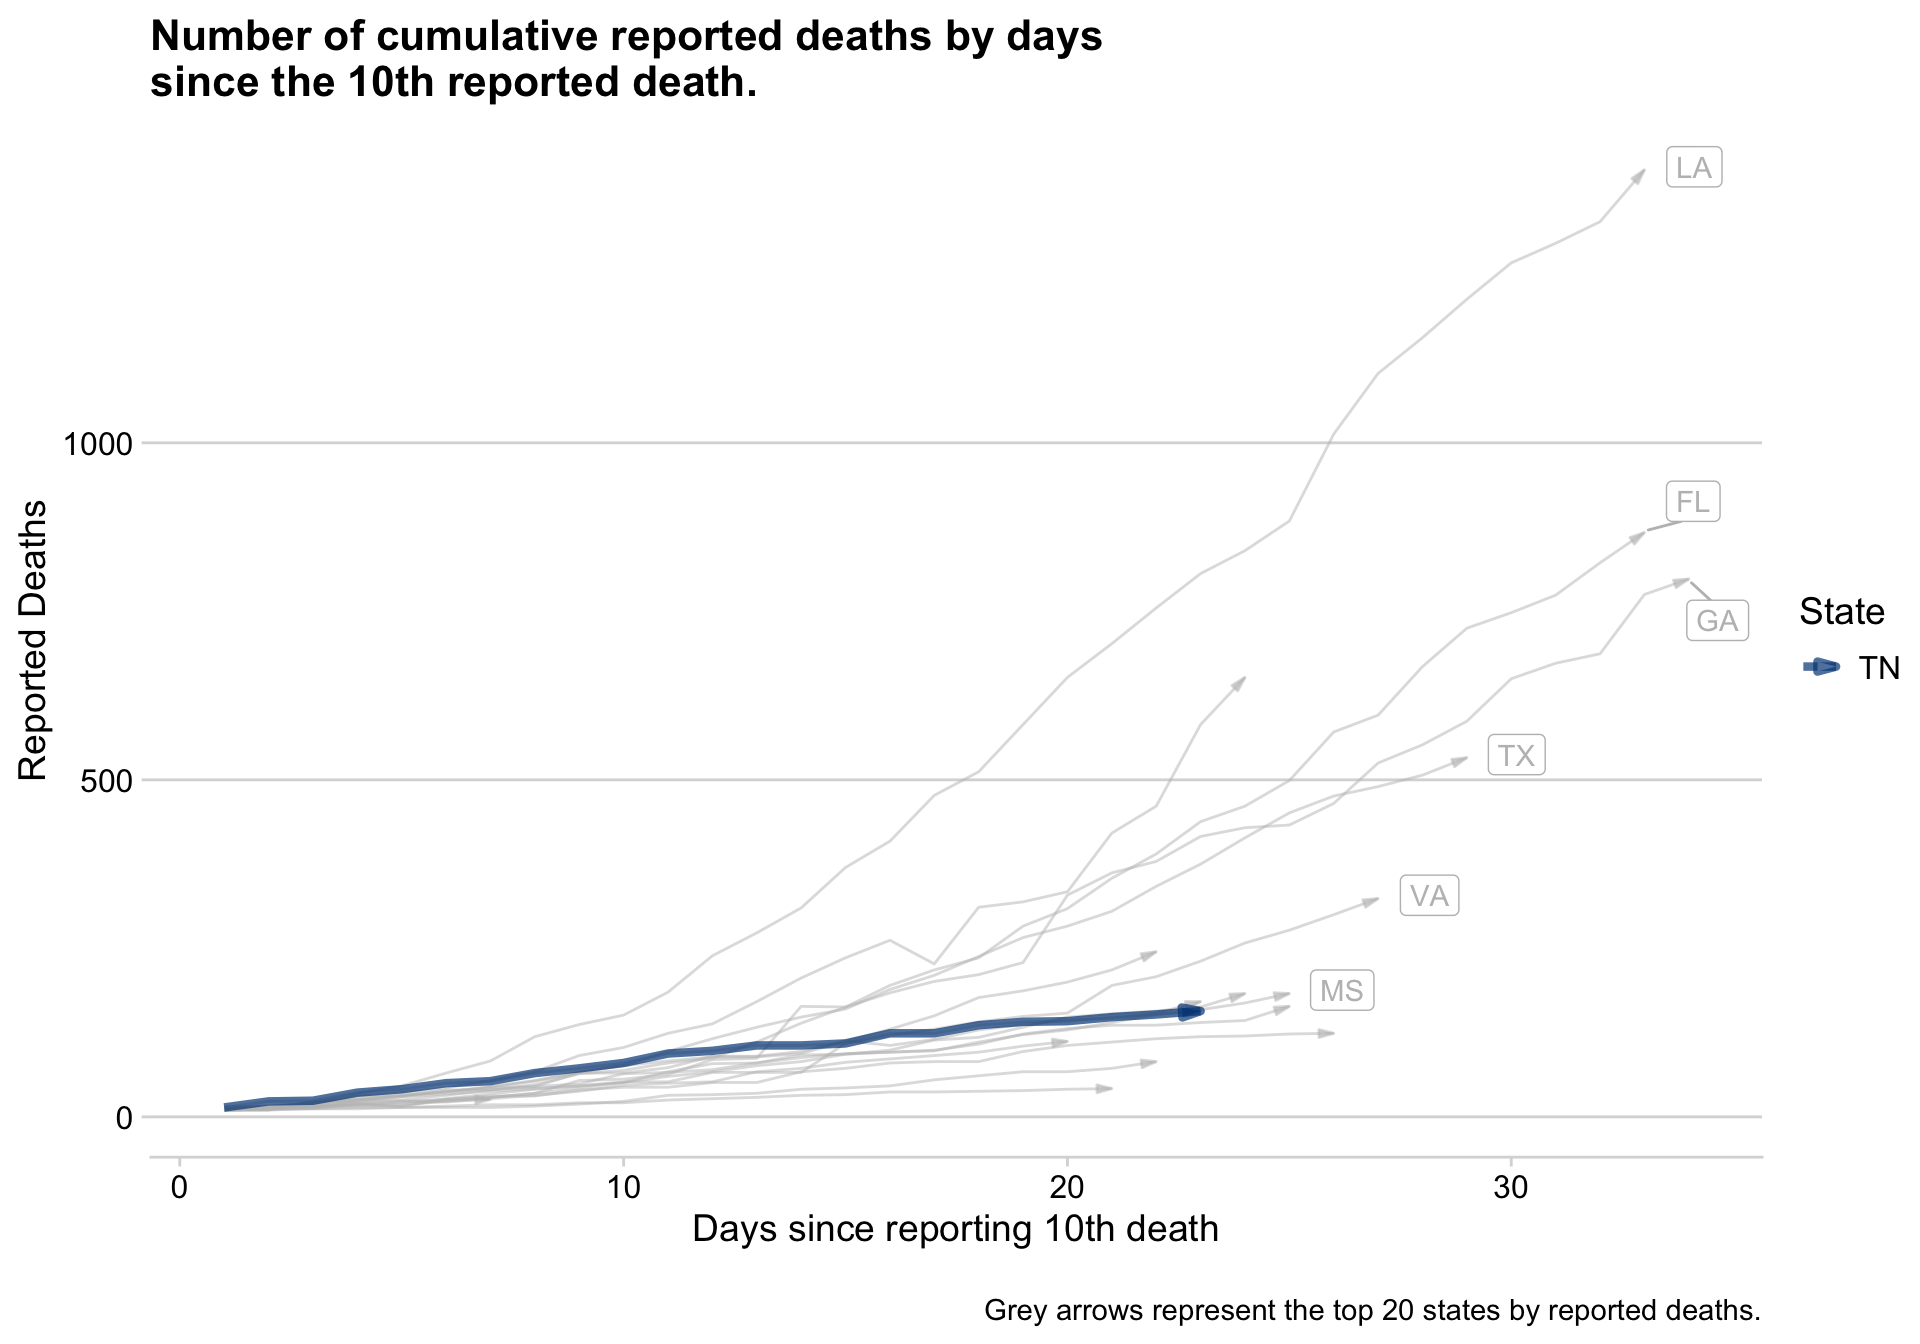 Number of cumulative reported deaths by days
since the 10th reported death.
LA
1000
FL
GA
State
TN
TX
500
VA
MS
0
Reported Deaths
0 10 20 30
Days since reporting 10th death
Grey arrows represent the top 20 states by reported deaths.